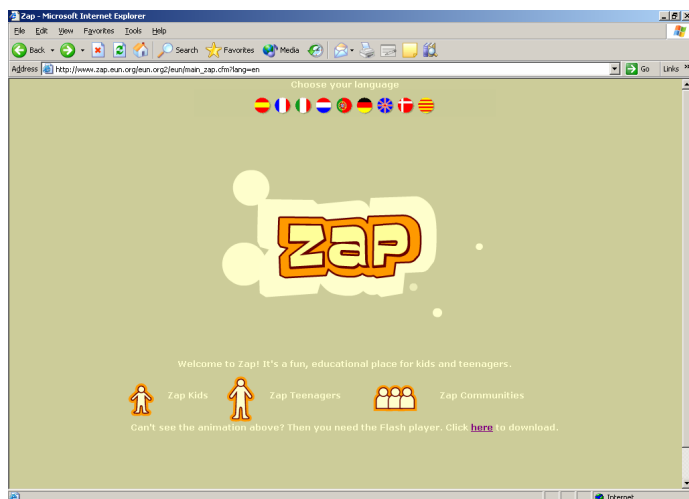 Zap - Microsoft Internet Explorer
File Edit View Favorites Tools Help
Back Search Favorites Media
Address http://www.zap.eun.org/eun.org2/eun/main_zap.cfm?lang=en Go Links »
Choose your language
zap
Welcome to Zap! It's a fun, educational place for kids and teenagers.
Zap Kids Zap Teenagers Zap Communities
Can't see the animation above? Then you need the Flash player. Click here to download.
Internet